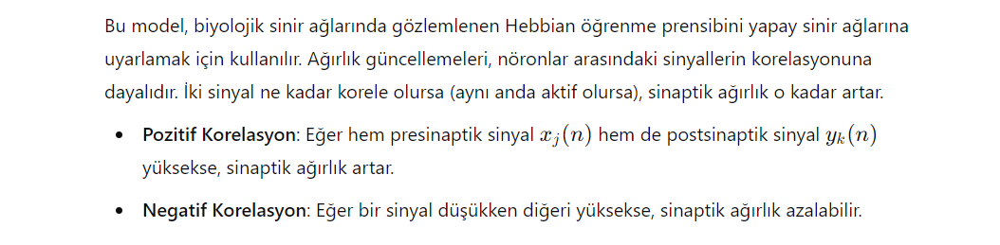 Bu model, biyolojik sinir ağlarında gözlemlenen Hebbian öğrenme prensibini yapay sinir ağlarına
uyarlamak için kullanılır. Ağırlık güncellemeleri, nöronlar arasındaki sinyallerin korelasyonuna
dayalıdır. İki sinyal ne kadar korele olursa (aynı anda aktif olursa), sinaptik ağırlık o kadar artar.
• Pozitif Korelasyon: Eğer hem presinaptik sinyal xⱼ(n) hem de postsinaptik sinyal yₖ(n)
yüksekse, sinaptik ağırlık artar.
• Negatif Korelasyon: Eğer bir sinyal düşükken diğeri yüksekse, sinaptik ağırlık azalabilir.